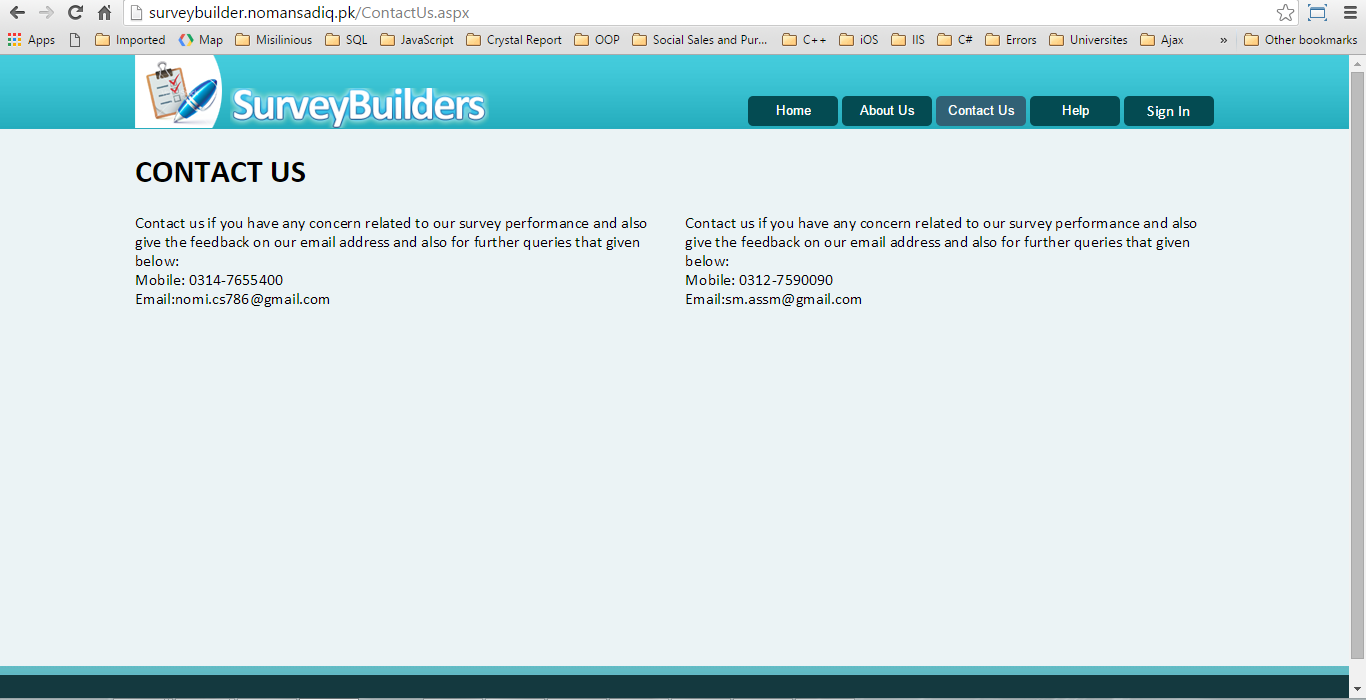 surveybuilder.nomansadiq.pk/ContactUs.aspx
Apps Imported Map Misilinious SQL JavaScript Crystal Report OOP Social Sales and Pur... C++ iOS IIS C# Errors Universites Ajax » Other bookmarks
SurveyBuilders
Home About Us Contact Us Help Sign In
CONTACT US
Contact us if you have any concern related to our survey performance and also
give the feedback on our email address and also for further queries that given
below:
Mobile: 0314-7655400
Email:nomi.cs786@gmail.com
Contact us if you have any concern related to our survey performance and also
give the feedback on our email address and also for further queries that given
below:
Mobile: 0312-7590090
Email:sm.assm@gmail.com